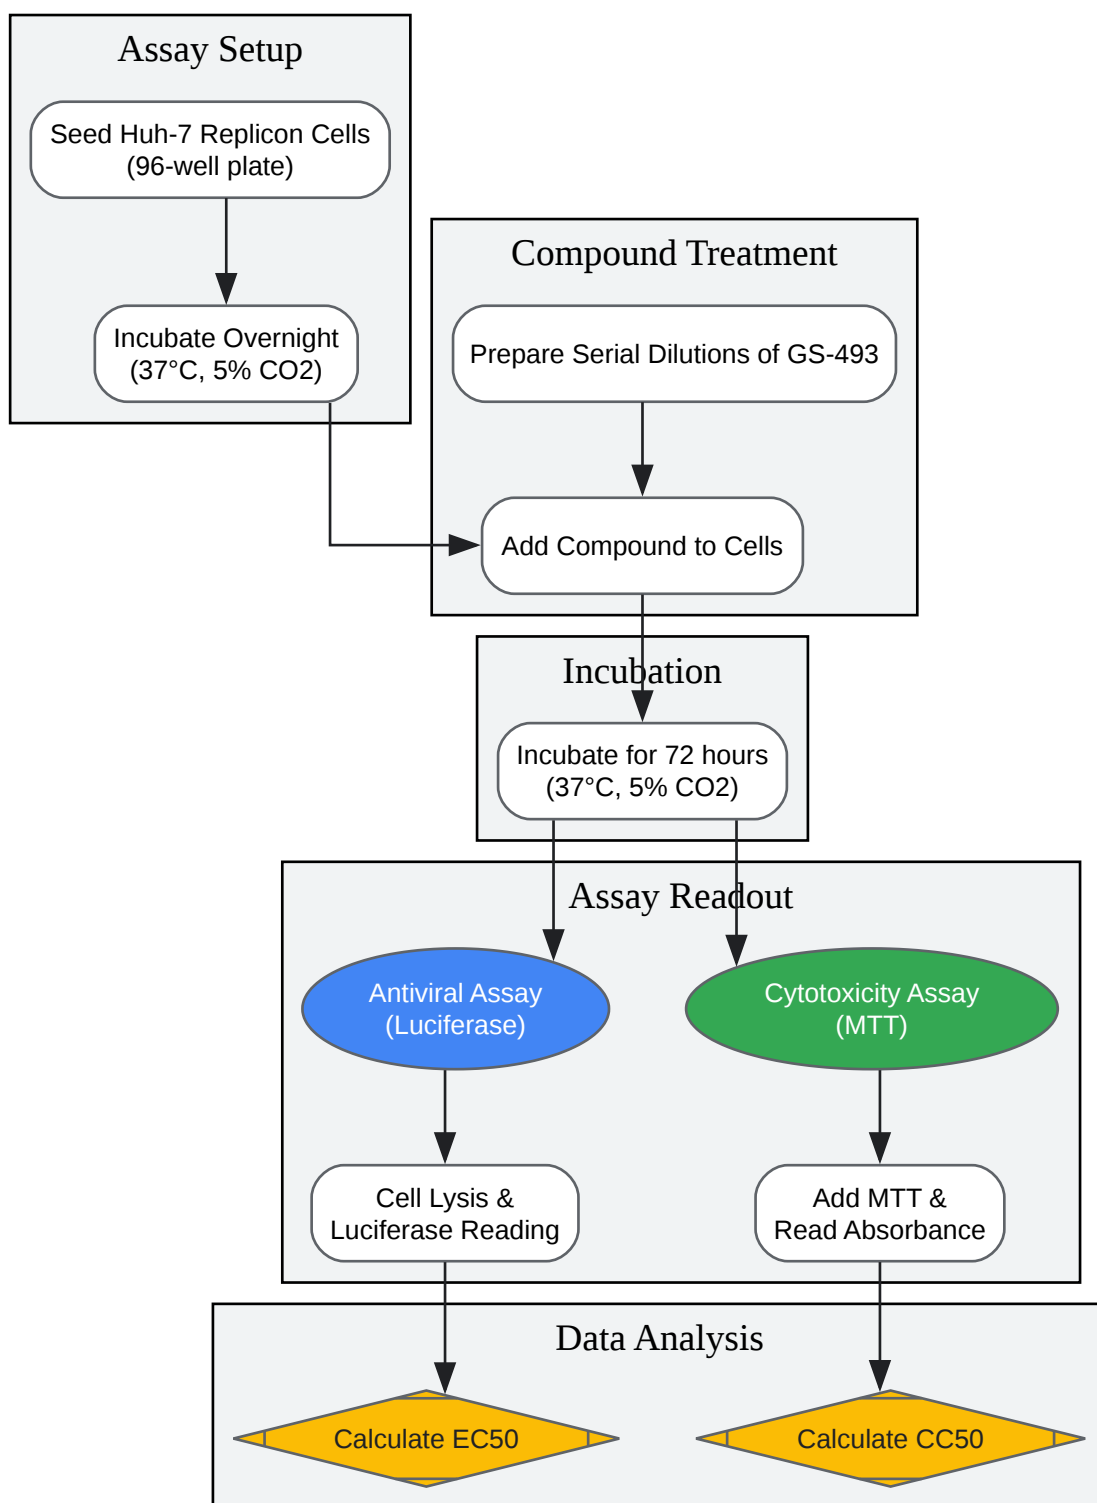 Assay Setup
Seed Huh-7 Replicon Cells
(96-well plate)
Incubate Overnight
(37°C, 5% CO2)
Compound Treatment
Prepare Serial Dilutions of GS-493
Add Compound to Cells
Incubation
Incubate for 72 hours
(37°C, 5% CO2)
Assay Readout
Antiviral Assay
(Luciferase)
Cytotoxicity Assay
(MTT)
Cell Lysis &
Luciferase Reading
Add MTT &
Read Absorbance
Data Analysis
Calculate EC50
Calculate CC50